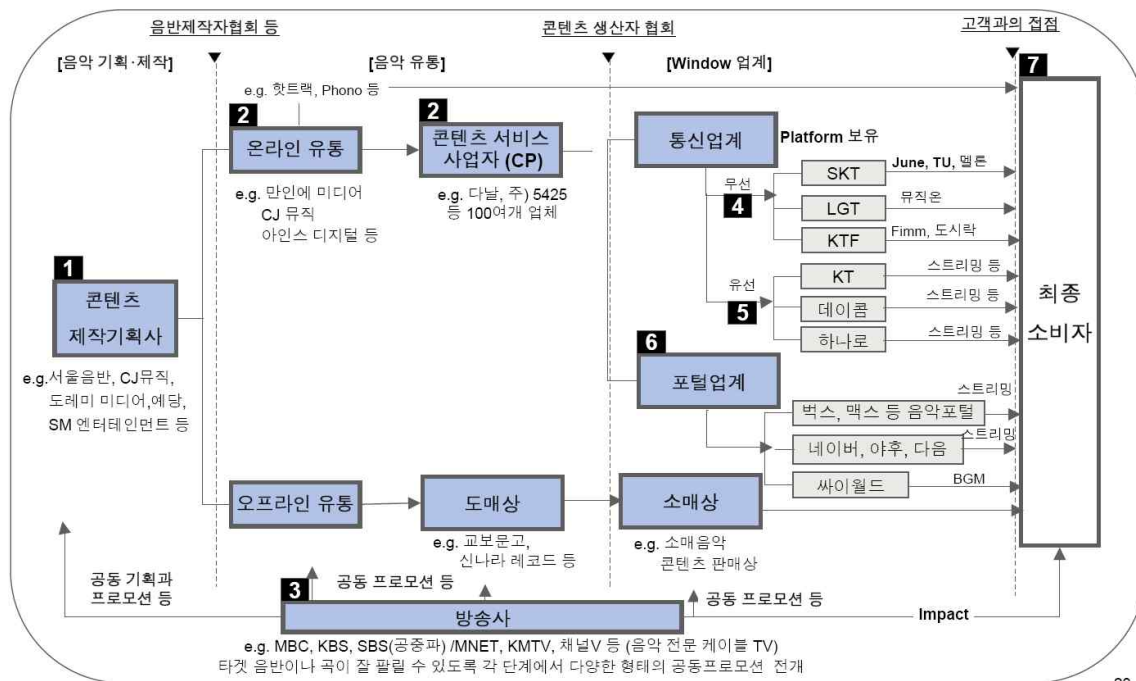 음반제작자협회 등
콘텐츠 생산자 협회
고객과의 접점
[음악 기획·제작]
[음악 유통]
[Window 업계]
7
e.g. 핫트랙, Phono 등
2
온라인 유통
2
콘텐츠 서비스
사업자 (CP)
통신업계
Platform 보유
e.g. 만인에 미디어
CJ 뮤직
아인스 디지털 등
e.g. 다날, 주) 5425
등 100여개 업체
무선
4
SKT
June, TU, 멜론
LGT
뮤직온
KTF
Fimm, 도시락
1
콘텐츠
제작기획사
유선
5
KT
스트리밍 등
데이콤
스트리밍 등
하나로
스트리밍 등
최종
소비자
e.g.서울음반, CJ뮤직,
도레미 미디어,예당,
SM 엔터테인먼트 등
6
포털업계
벅스, 맥스 등 음악포털
스트리밍
네이버, 야후, 다음
스트리밍
싸이월드
BGM
오프라인 유통
도매상
소매상
e.g. 교보문고,
신나라 레코드 등
e.g. 소매음악
콘텐츠 판매상
공동 기획과
프로모션 등
공동 프로모션 등
공동 프로모션 등
3
방송사
Impact
e.g. MBC, KBS, SBS(공중파) /MNET, KMTV, 채널V 등 (음악 전문 케이블 TV)
타겟 음반이나 곡이 잘 팔릴 수 있도록 각 단계에서 다양한 형태의 공동프로모션 전개